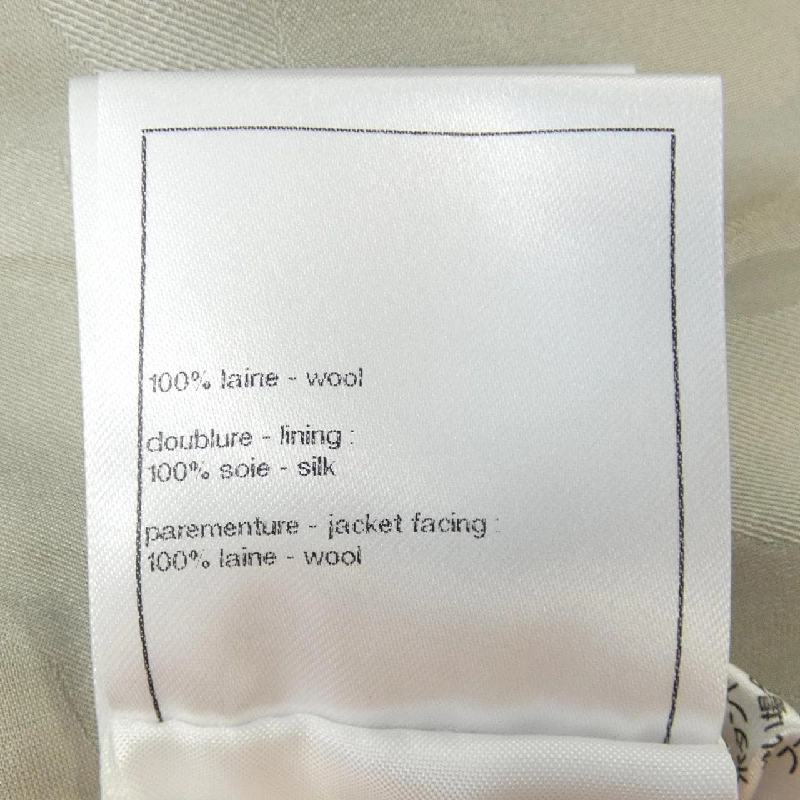 100% laine - wool
doublure - lining :
100% soie - silk
parementure - jacket facing :
100% laine - wool